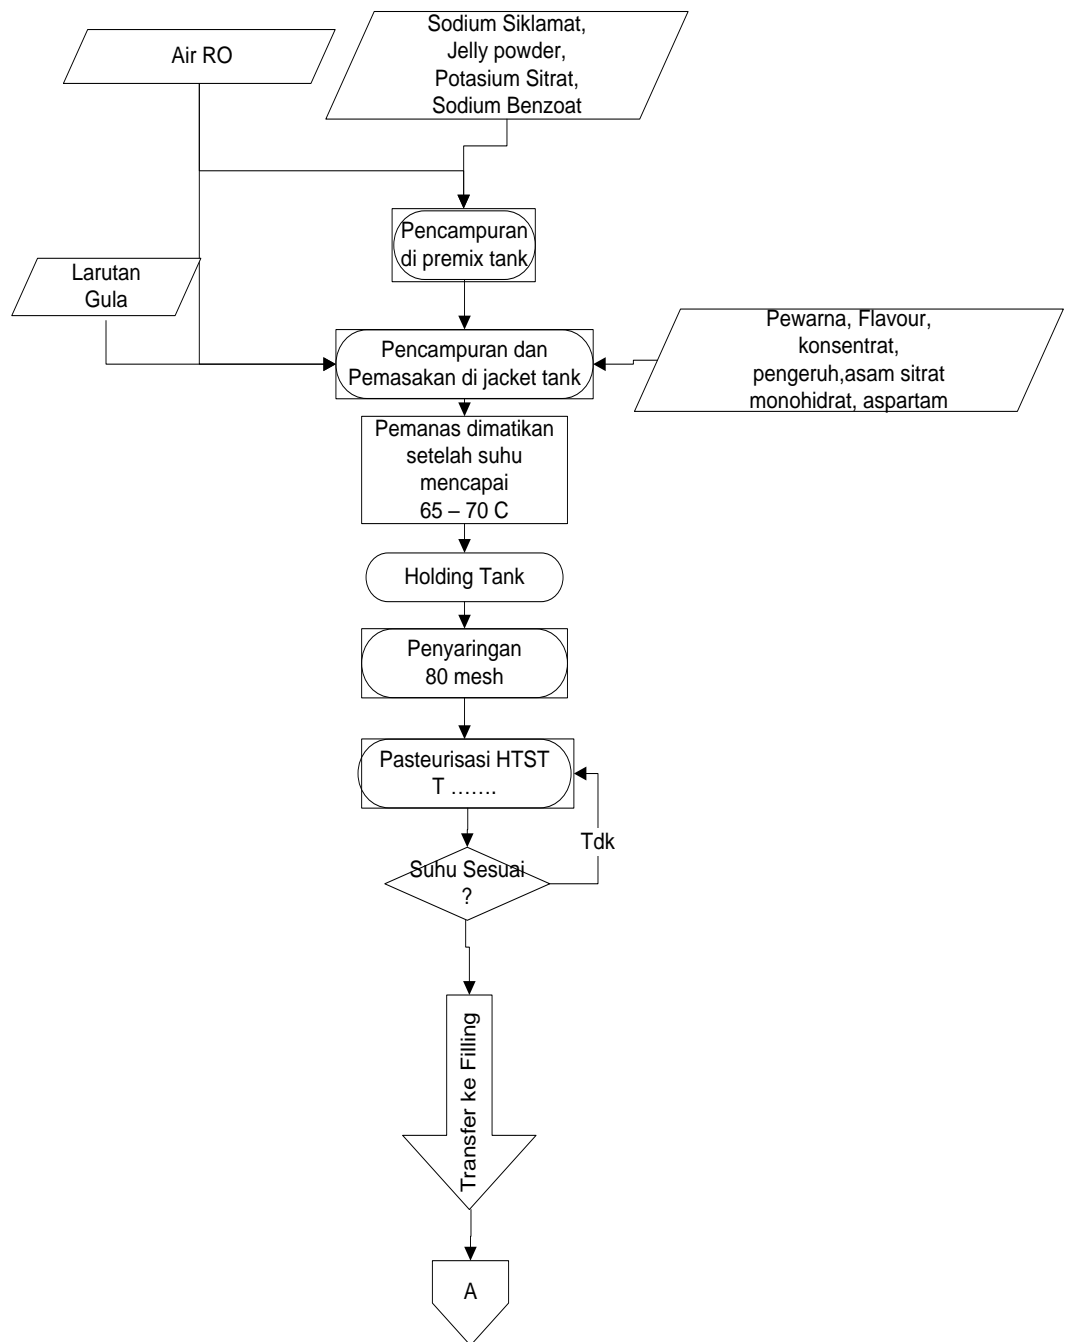 Air RO
Sodium Siklamat,
Jelly powder,
Potasium Sitrat,
Sodium Benzoat
Pencampuran
di premix tank
Larutan
Gula
Pencampuran dan
Pemasakan di jacket tank
Pewarna, Flavour,
konsentrat,
pengeruh,asam sitrat
monohidrat, aspartam
Pemanas dimatikan
setelah suhu
mencapai
65 – 70 C
Holding Tank
Penyaringan
80 mesh
Pasteurisasi HTST
T …….
Tdk
Suhu Sesuai
?
Transfer ke Filling
A